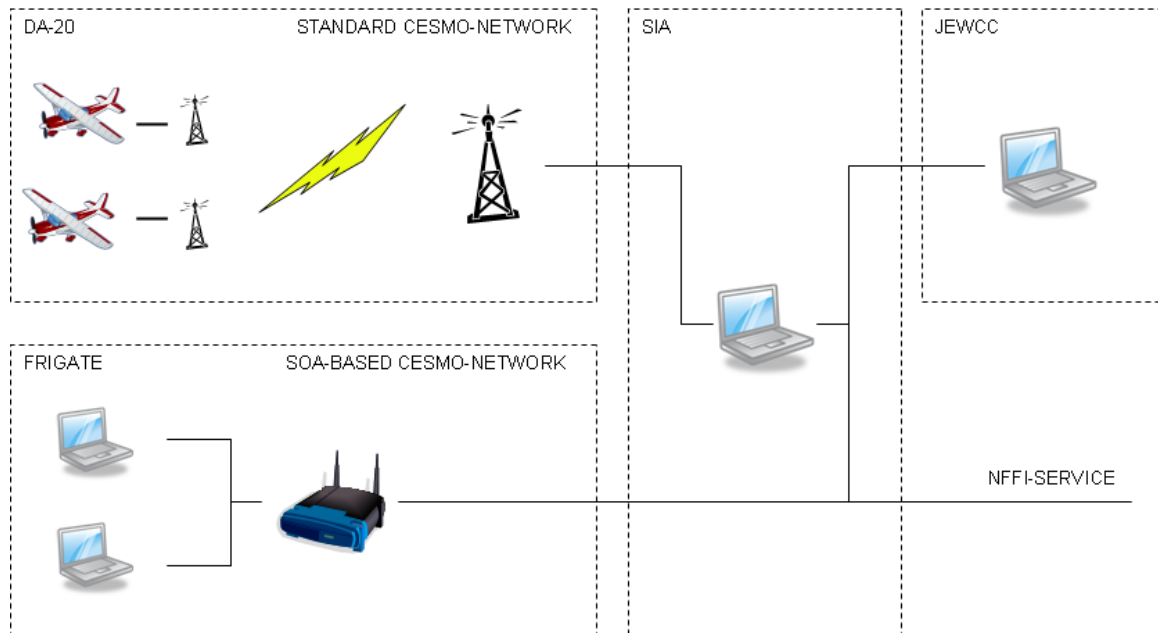 DA-20
STANDARD CESMO-NETWORK
SIA
JEWCC
FRIGATE
SOA-BASED CESMO-NETWORK
NFFI-SERVICE